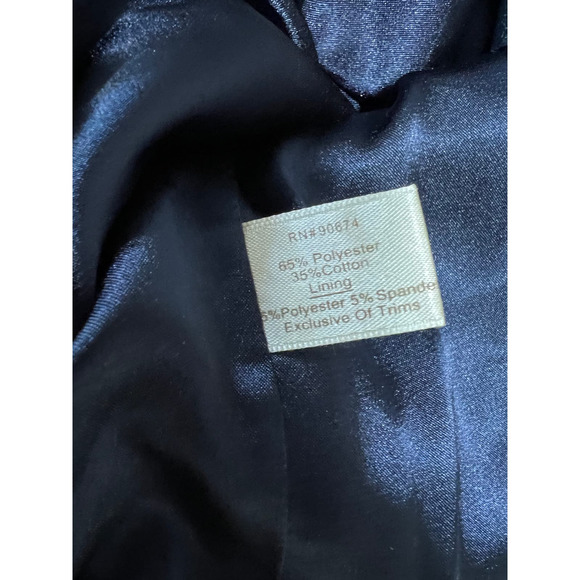 RN#90674
65% Polyester
35%Cotton
Lining
5%Polyester 5% Spande
Exclusive Of Trims